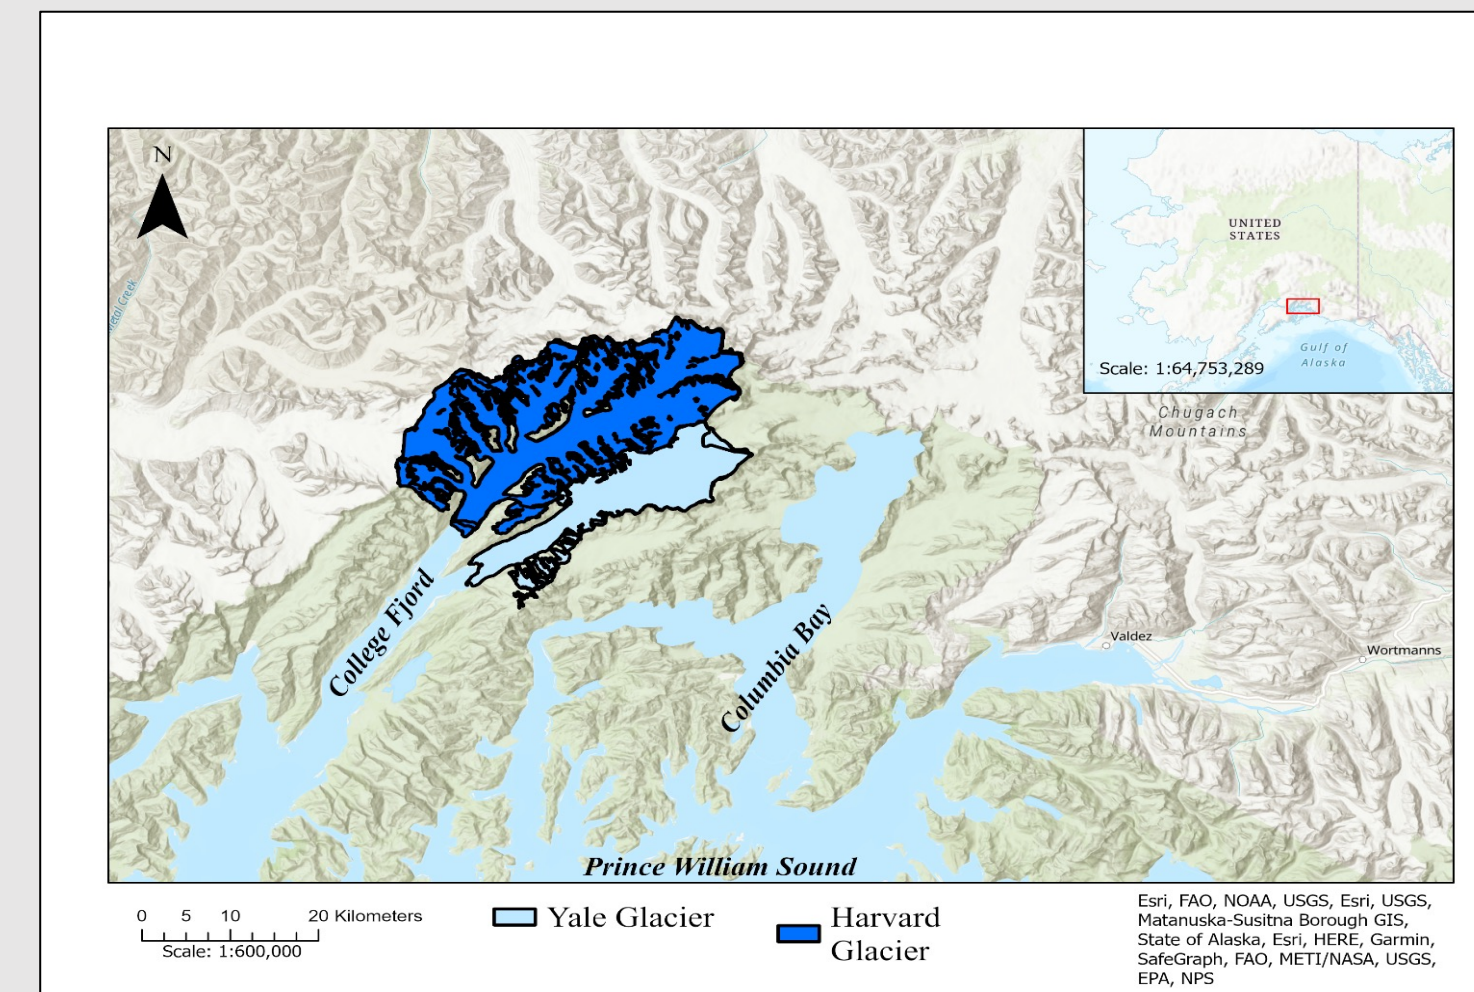 N
UNITED
STATES
Gulf of
Alaska
Scale: 1:64,753,289
Metal Creek
Chugach
Mountains
College Fjord
Columbia Bay
Valdez
Wortmanns
Prince William Sound
0 5 10 20 Kilometers
Scale: 1:600,000
Yale Glacier
Harvard
Glacier
Esri, FAO, NOAA, USGS, Esri, USGS,
Matanuska-Susitna Borough GIS,
State of Alaska, Esri, HERE, Garmin,
SafeGraph, FAO, METI/NASA, USGS,
EPA, NPS